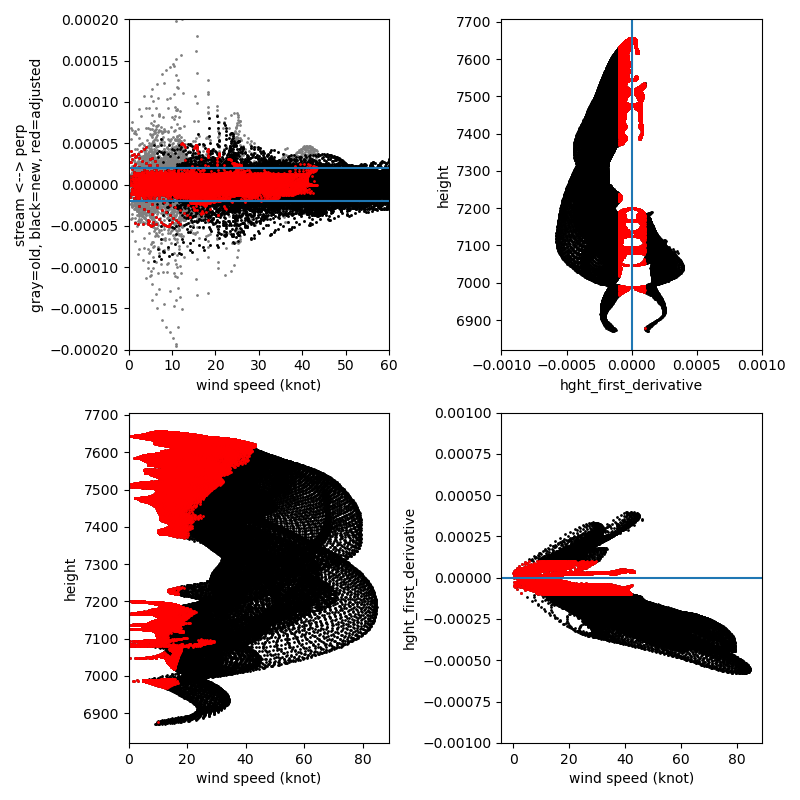 0.00020
0.00015
0.00010
0.00005
0.00000
−0.00005
−0.00010
−0.00015
−0.00020
stream <--> perp
gray=old, black=new, red=adjusted
0 10 20 30 40 50 60
wind speed (knot)
7700
7600
7500
7400
7300
7200
7100
7000
6900
height
−0.0010 −0.0005 0.0000 0.0005 0.0010
hght_first_derivative
7700
7600
7500
7400
7300
7200
7100
7000
6900
height
0 20 40 60 80
wind speed (knot)
0.00100
0.00075
0.00050
0.00025
0.00000
−0.00025
−0.00050
−0.00075
−0.00100
hght_first_derivative
0 20 40 60 80
wind speed (knot)